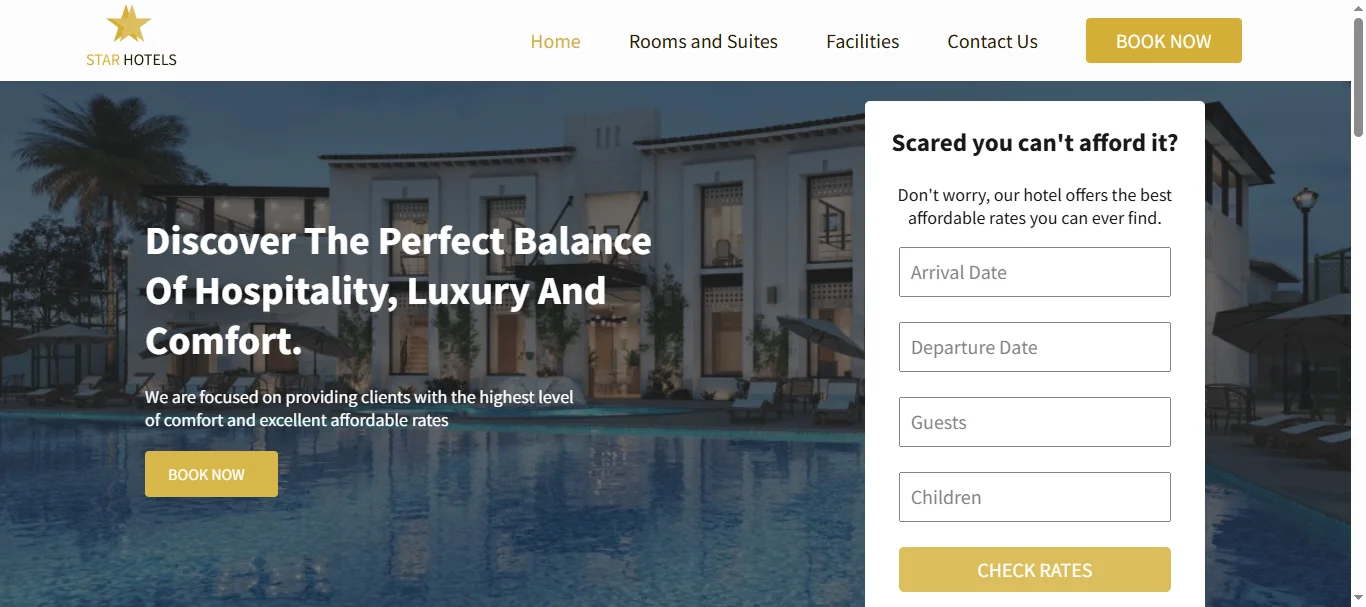 STAR HOTELS
Home
Rooms and Suites
Facilities
Contact Us
BOOK NOW
Discover The Perfect Balance
Of Hospitality, Luxury And
Comfort.
We are focused on providing clients with the highest level
of comfort and excellent affordable rates
BOOK NOW
Scared you can't afford it?
Don't worry, our hotel offers the best
affordable rates you can ever find.
Arrival Date
Departure Date
Guests
Children
CHECK RATES